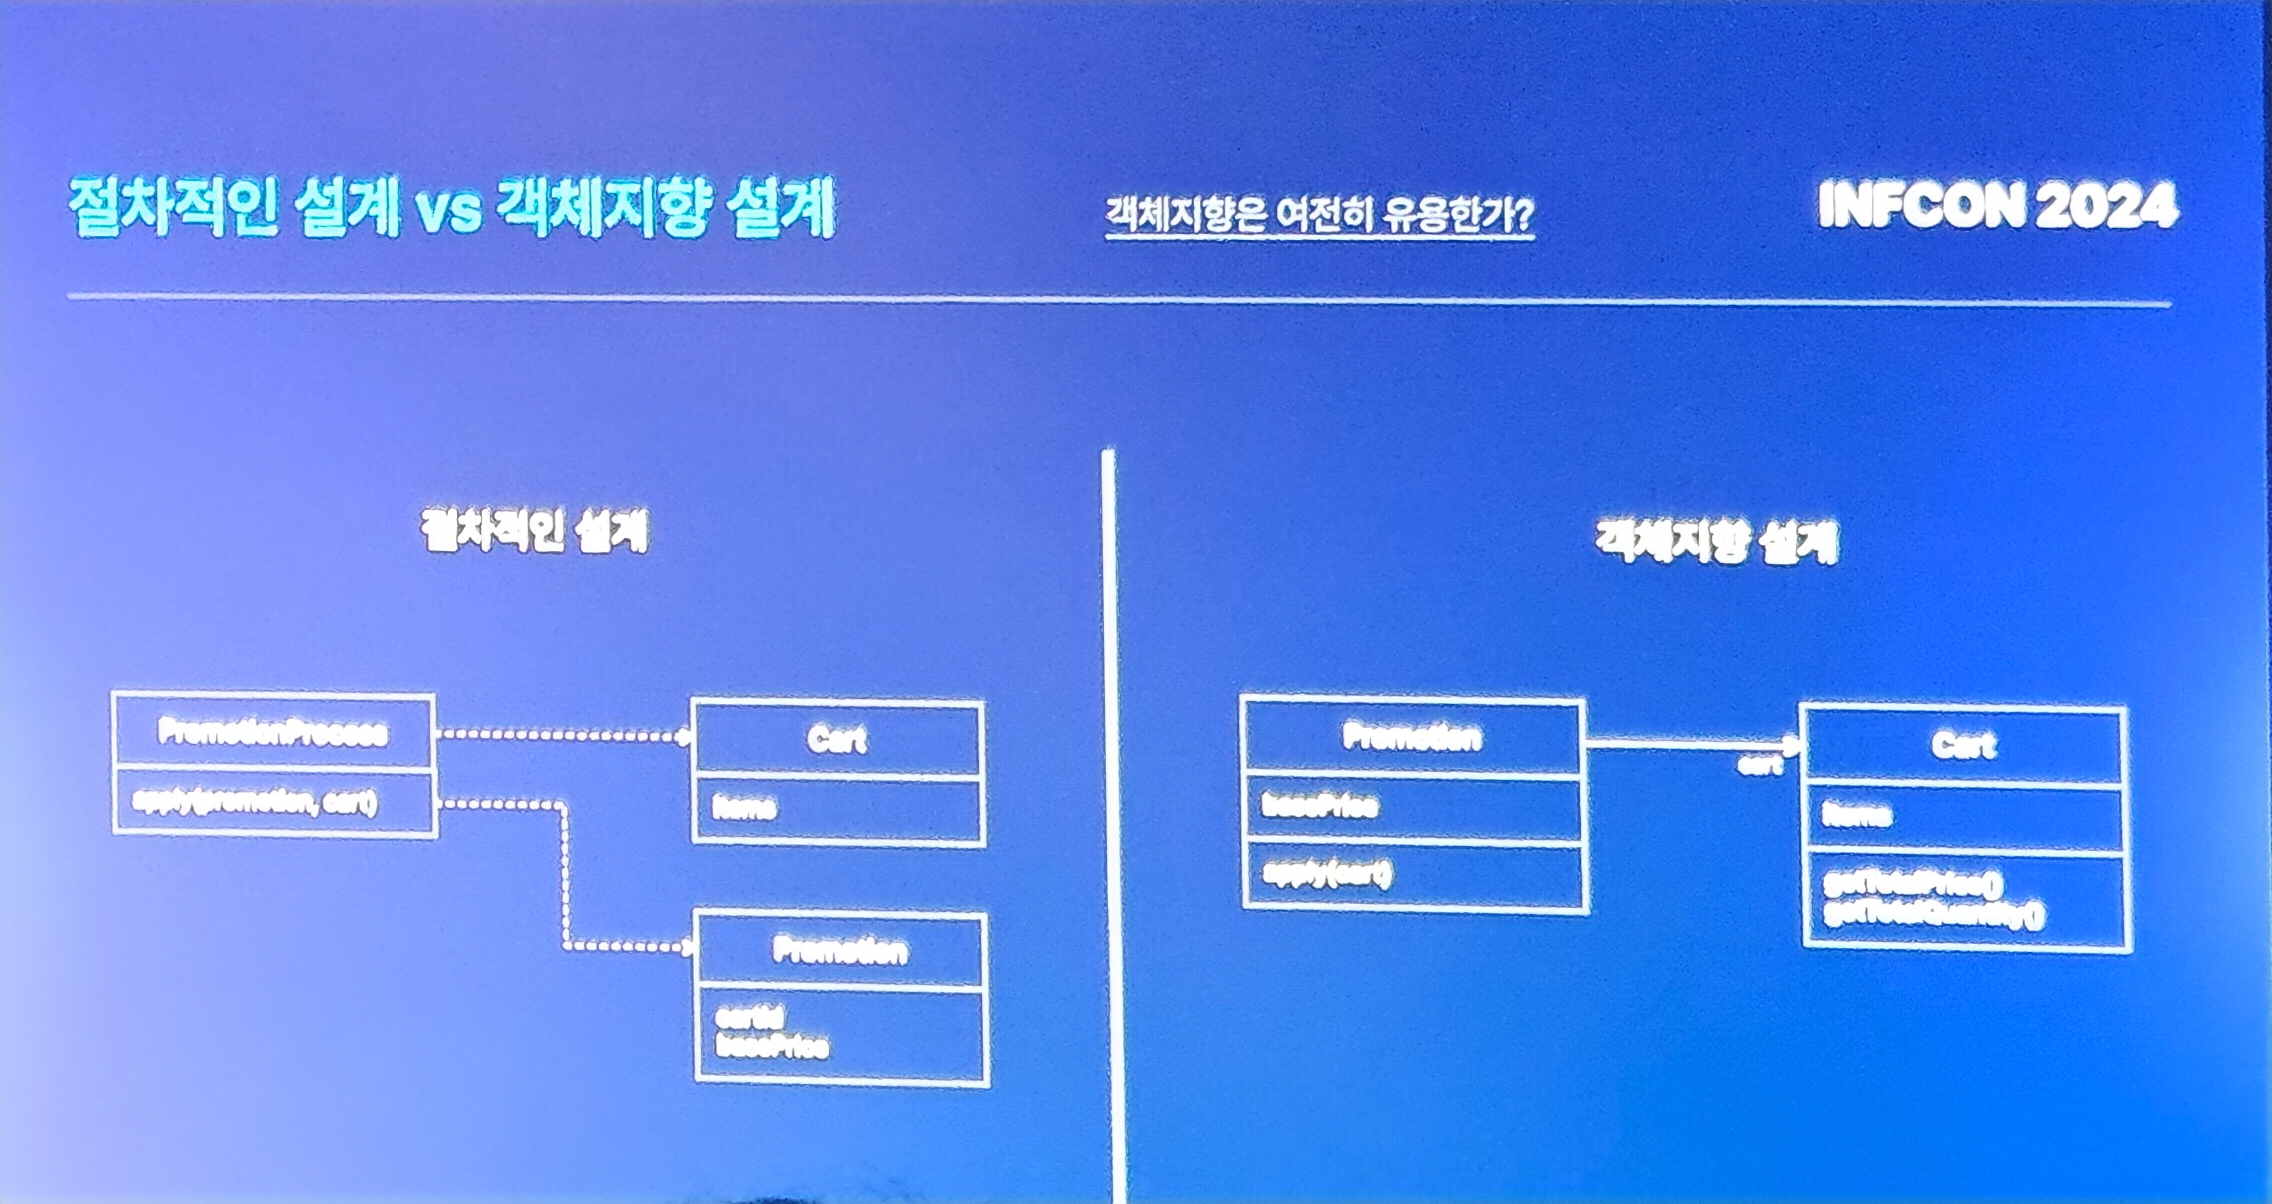 절차적인 설계 vs 객체지향 설계
객체지향은 여전히 유용한가?
INFCON 2024
절차적인 설계
PromotionProcess
apply(promotion, cart)
Cart
items
Promotion
cartId
basePrice
객체지향 설계
Promotion
basePrice
apply(cart)
cart
Cart
items
getTotalPrice()
getTotalQuantity()